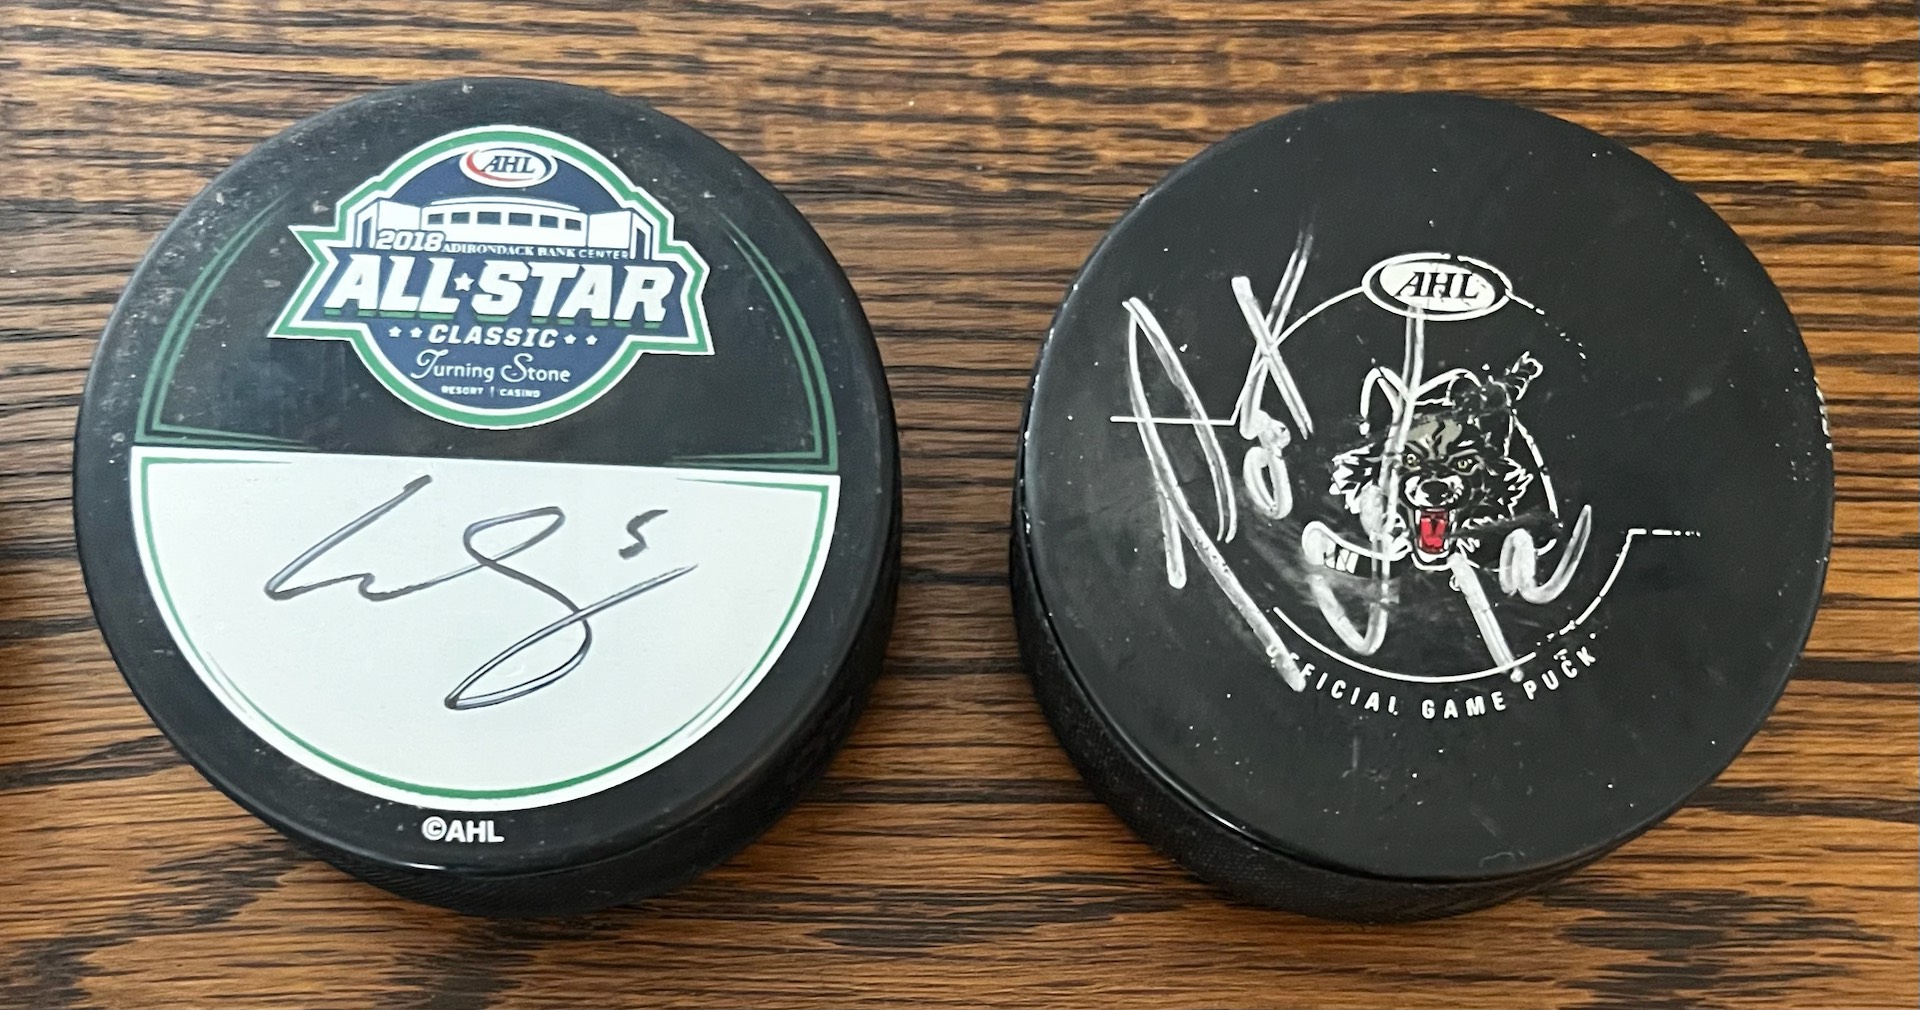 AHL
2018 ADIRONDACK BANK CENTER
ALL★STAR
★★CLASSIC★★
Turning Stone
RESORT | CASINO
5
©AHL
AHL
OFFICIAL GAME PUCK